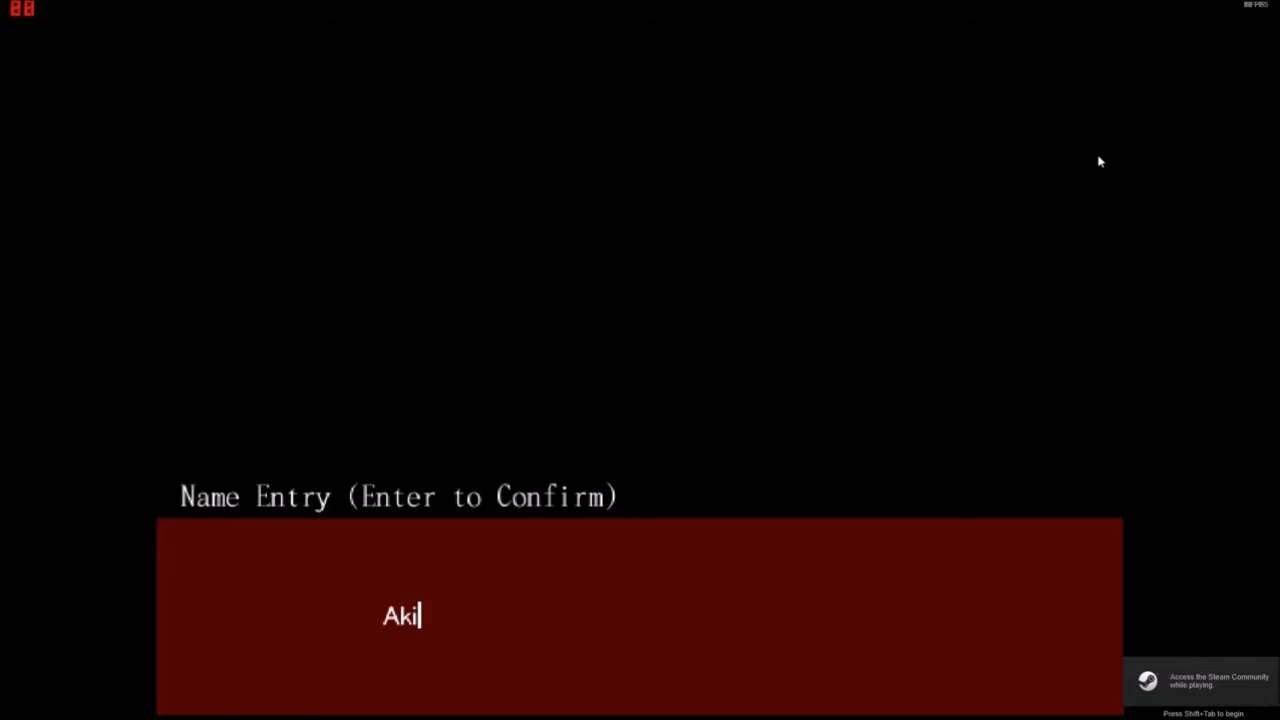 Name Entry (Enter to Confirm)
Aki
Access the Steam Community
while playing.
Press Shift+Tab to begin